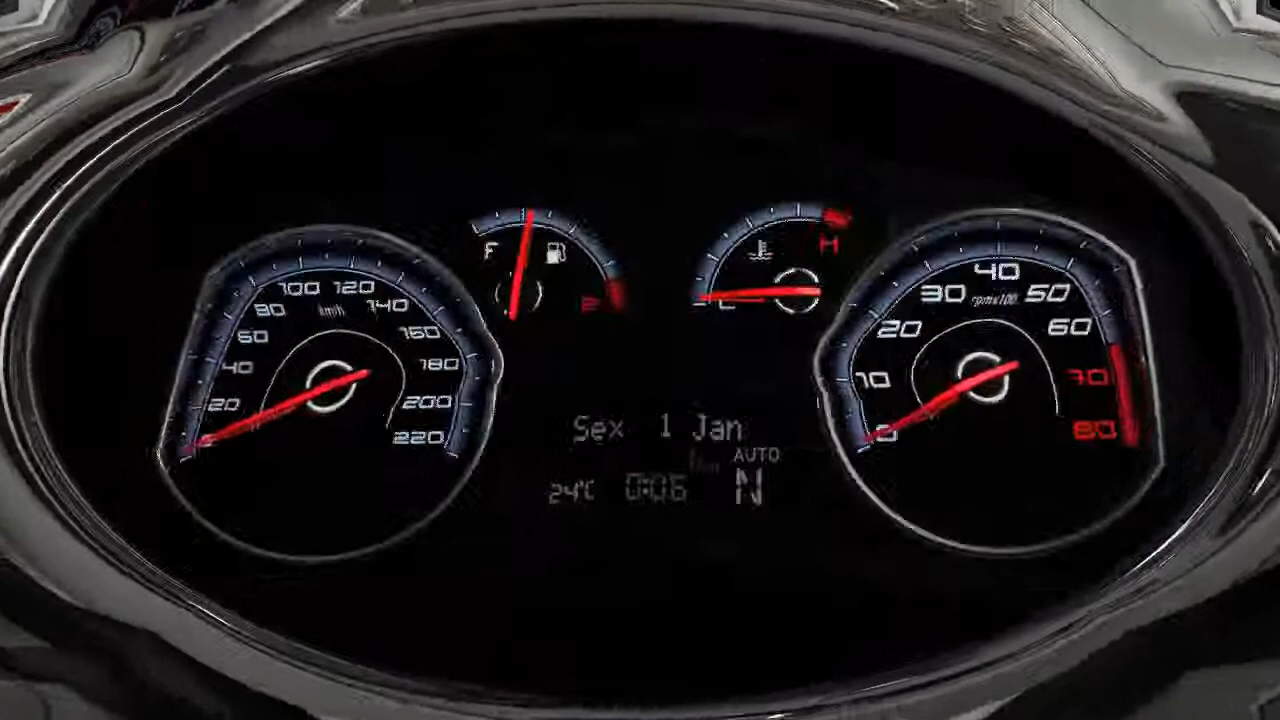 100 120
km/h
80 140
60 160
40 180
20 200
220
F
H
C
40
30 rpmx100 50
20 60
10 70
0 80
Sex 1 Jan
AUTO
24°C 0:06 N